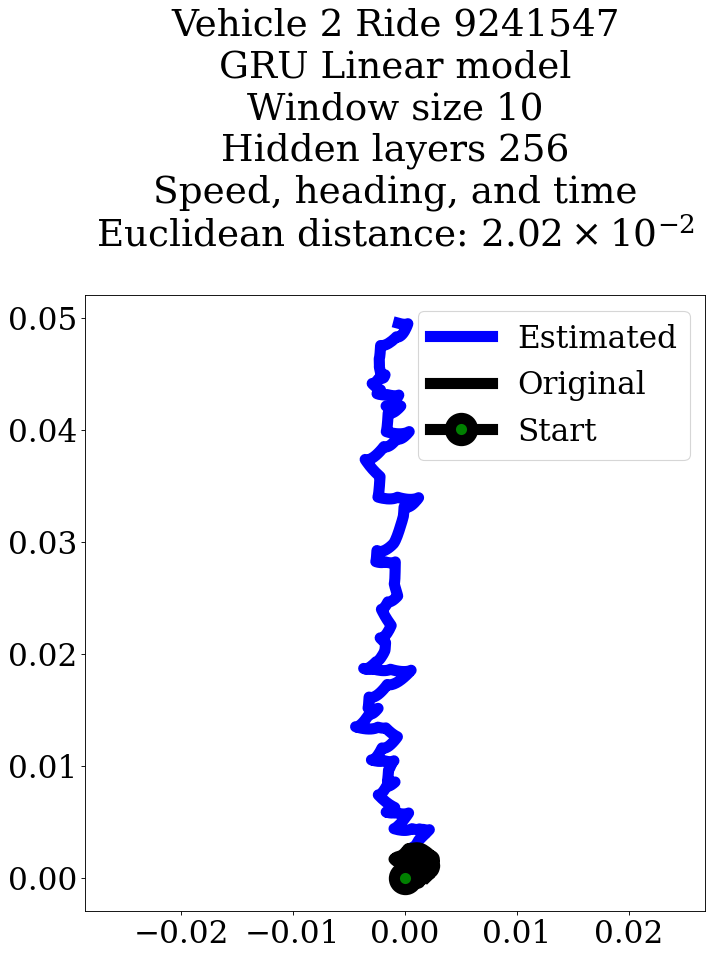 Vehicle 2 Ride 9241547
GRU Linear model
Window size 10
Hidden layers 256
Speed, heading, and time
Euclidean distance: 2.02 × 10⁻²
Estimated
Original
Start
0.05
0.04
0.03
0.02
0.01
0.00
−0.02 −0.01 0.00 0.01 0.02